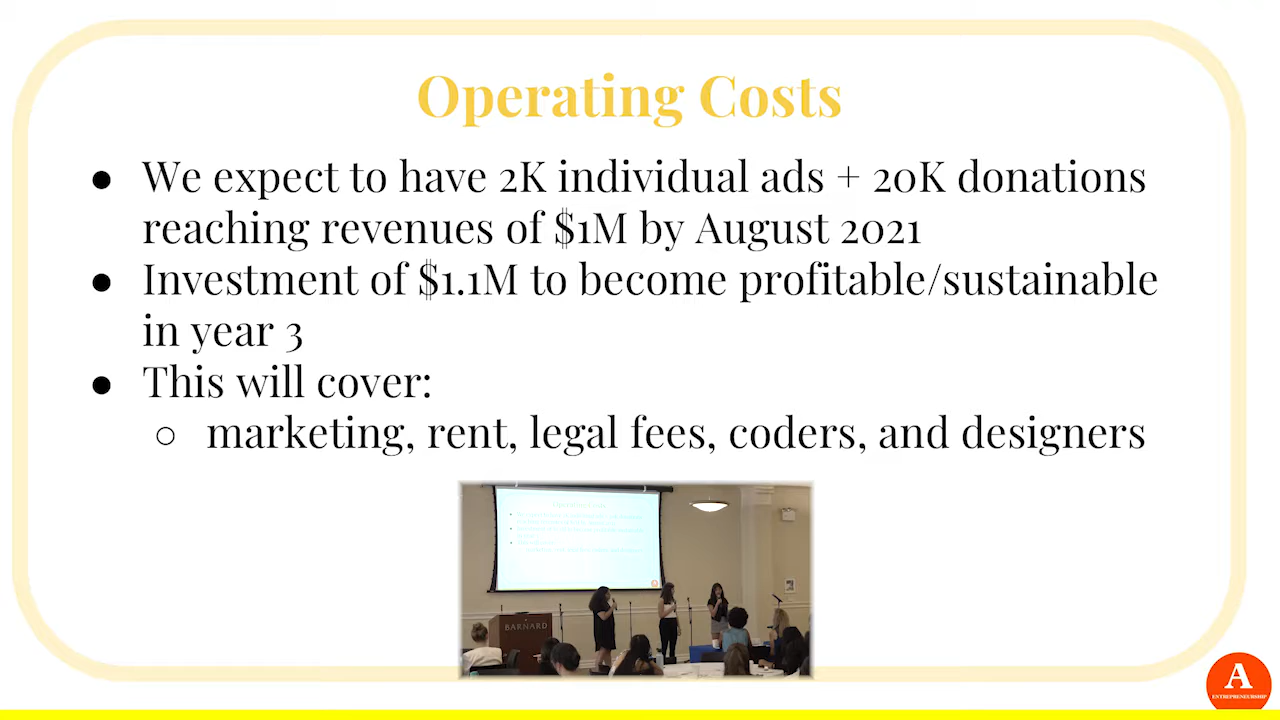 Operating Costs
● We expect to have 2K individual ads + 20K donations
reaching revenues of $1M by August 2021
● Investment of $1.1M to become profitable/sustainable
in year 3
● This will cover:
○ marketing, rent, legal fees, coders, and designers
Operating Costs
BARNARD
A
ENTREPRENEURSHIP